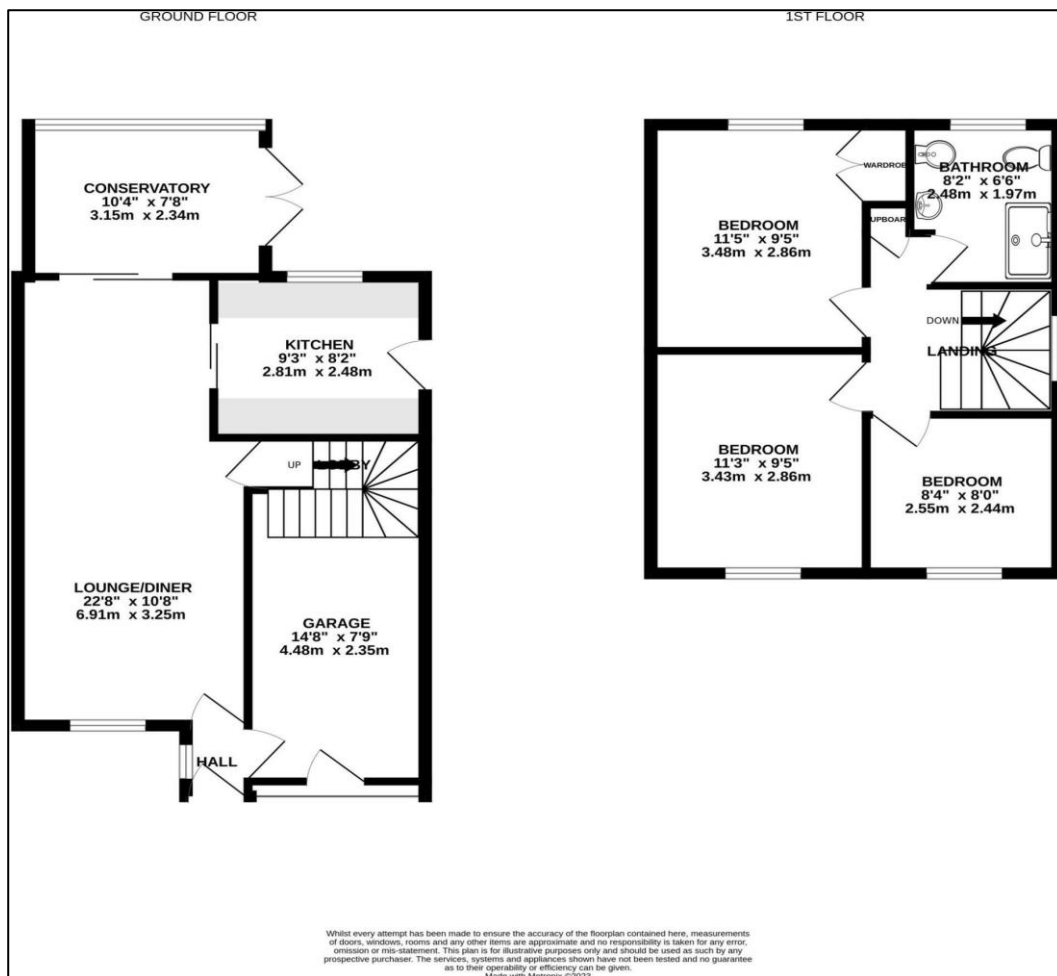 GROUND FLOOR
1ST FLOOR
CONSERVATORY
10'4" x 7'8"
3.15m x 2.34m
KITCHEN
9'3" x 8'2"
2.81m x 2.48m
UP
LOUNGE/DINER
22'8" x 10'8"
6.91m x 3.25m
GARAGE
14'8" x 7'9"
4.48m x 2.35m
HALL
WARDROBE
BATHROOM
8'2" x 6'6"
2.48m x 1.97m
UPBOAR
BEDROOM
11'5" x 9'5"
3.48m x 2.86m
DOWN
LANDING
BEDROOM
11'3" x 9'5"
3.43m x 2.86m
BEDROOM
8'4" x 8'0"
2.55m x 2.44m
Whilst every attempt has been made to ensure the accuracy of the floorplan contained here, measurements
of doors, windows, rooms and any other items are approximate and no responsibility is taken for any error,
omission or mis-statement. This plan is for illustrative purposes only and should be used as such by any
prospective purchaser. The services, systems and appliances shown have not been tested and no guarantee
as to their operability or efficiency can be given.
Made with Metropix ©2023